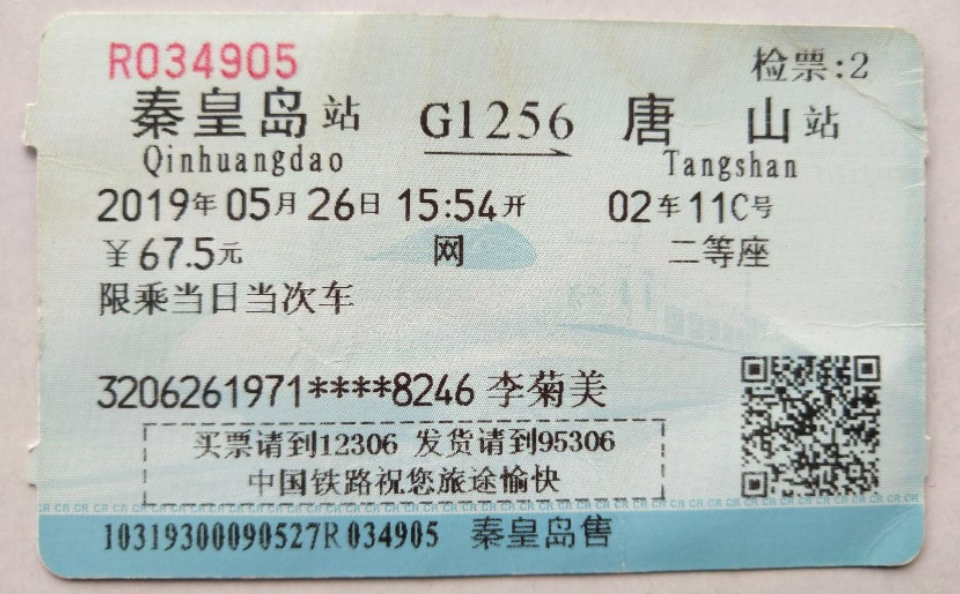 R034905 检票:2
秦皇岛站 G1256 唐山站
Qinhuangdao Tangshan
2019年05月26日 15:54开 02车11C号
￥67.5元 网 二等座
限乘当日当次车
3206261971****8246 李菊美
买票请到12306 发货请到95306
中国铁路祝您旅途愉快
10319300090527R034905 秦皇岛售